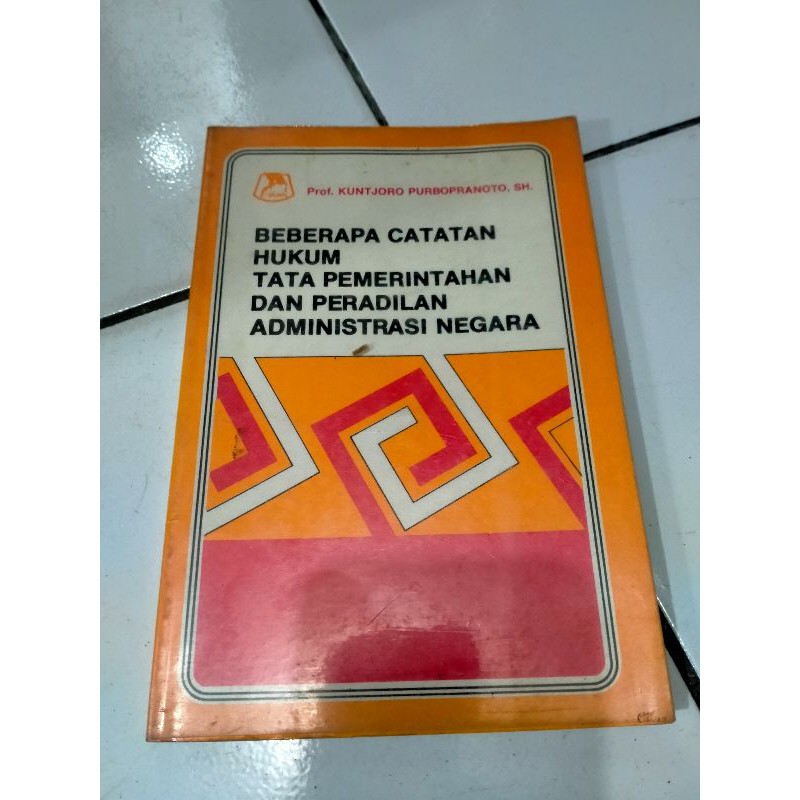 Prof. KUNTJORO PURBOPRANOTO, SH.
BEBERAPA CATATAN
HUKUM
TATA PEMERINTAHAN
DAN PERADILAN
ADMINISTRASI NEGARA